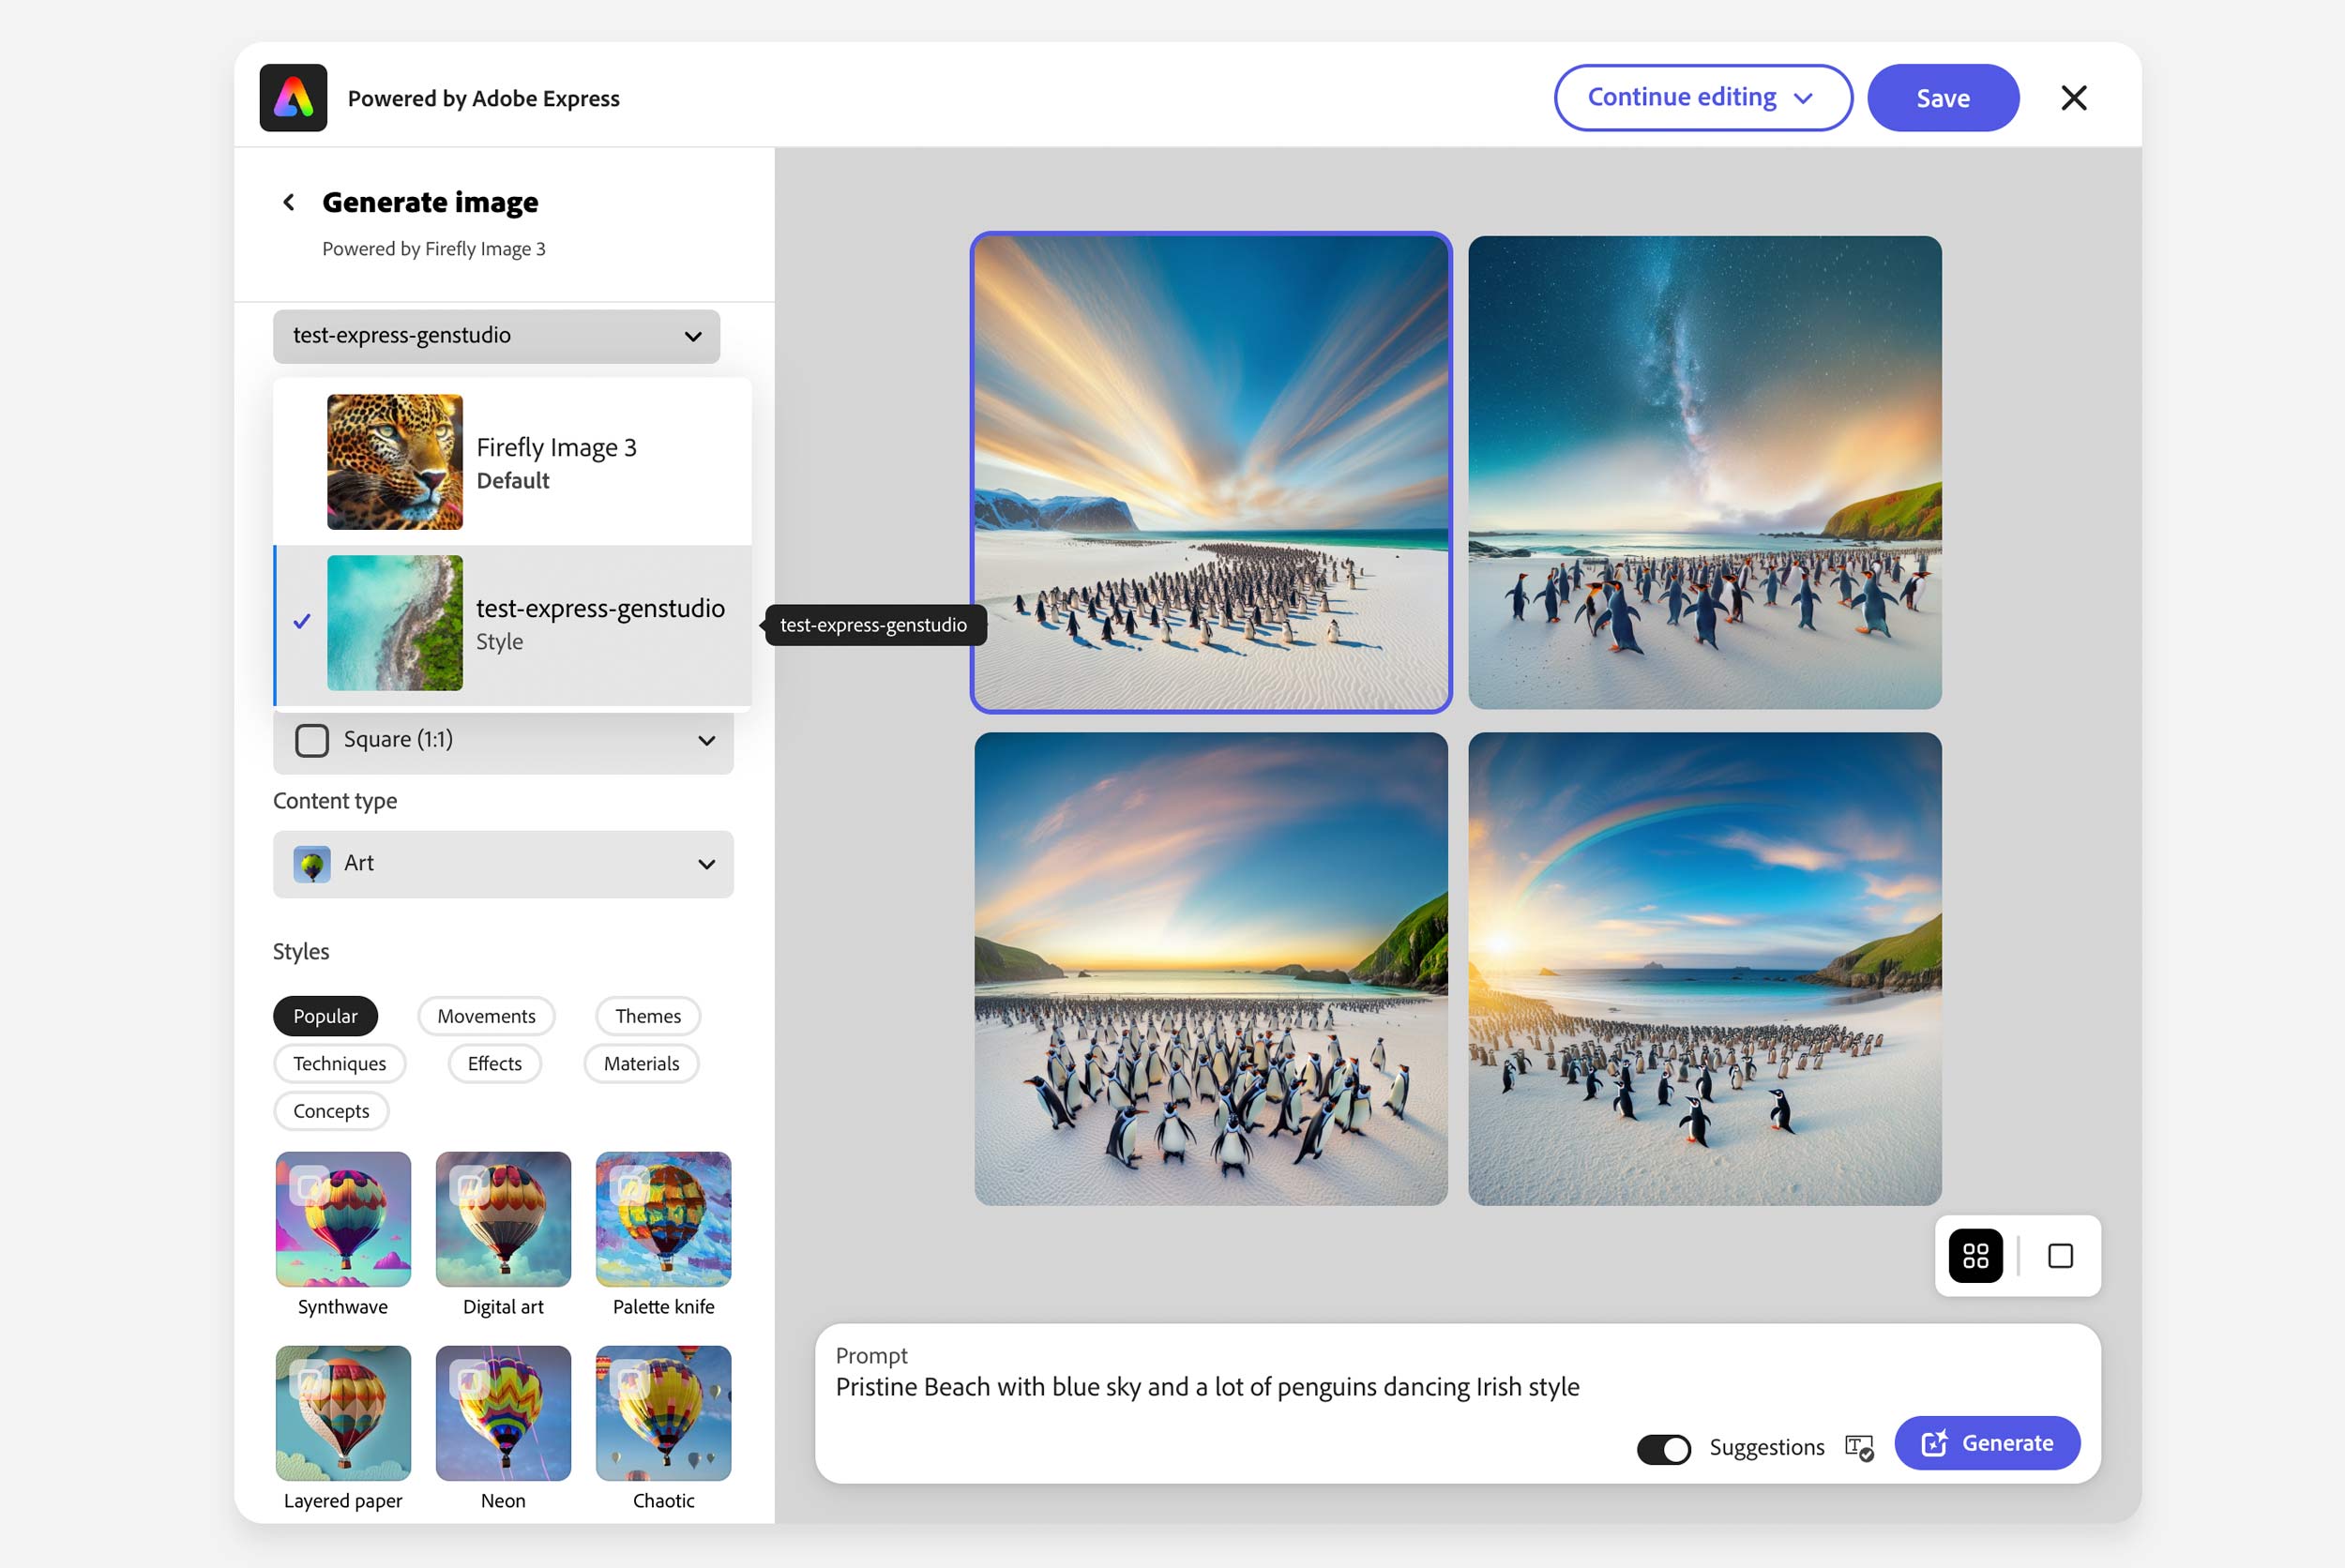 Powered by Adobe Express
Continue editing
Save
Generate image
Powered by Firefly Image 3
test-express-genstudio
Firefly Image 3
Default
test-express-genstudio
Style
test-express-genstudio
Square (1:1)
Content type
Art
Styles
Popular
Movements
Themes
Techniques
Effects
Materials
Concepts
Synthwave
Digital art
Palette knife
Layered paper
Neon
Chaotic
Prompt
Pristine Beach with blue sky and a lot of penguins dancing Irish style
Suggestions
Generate